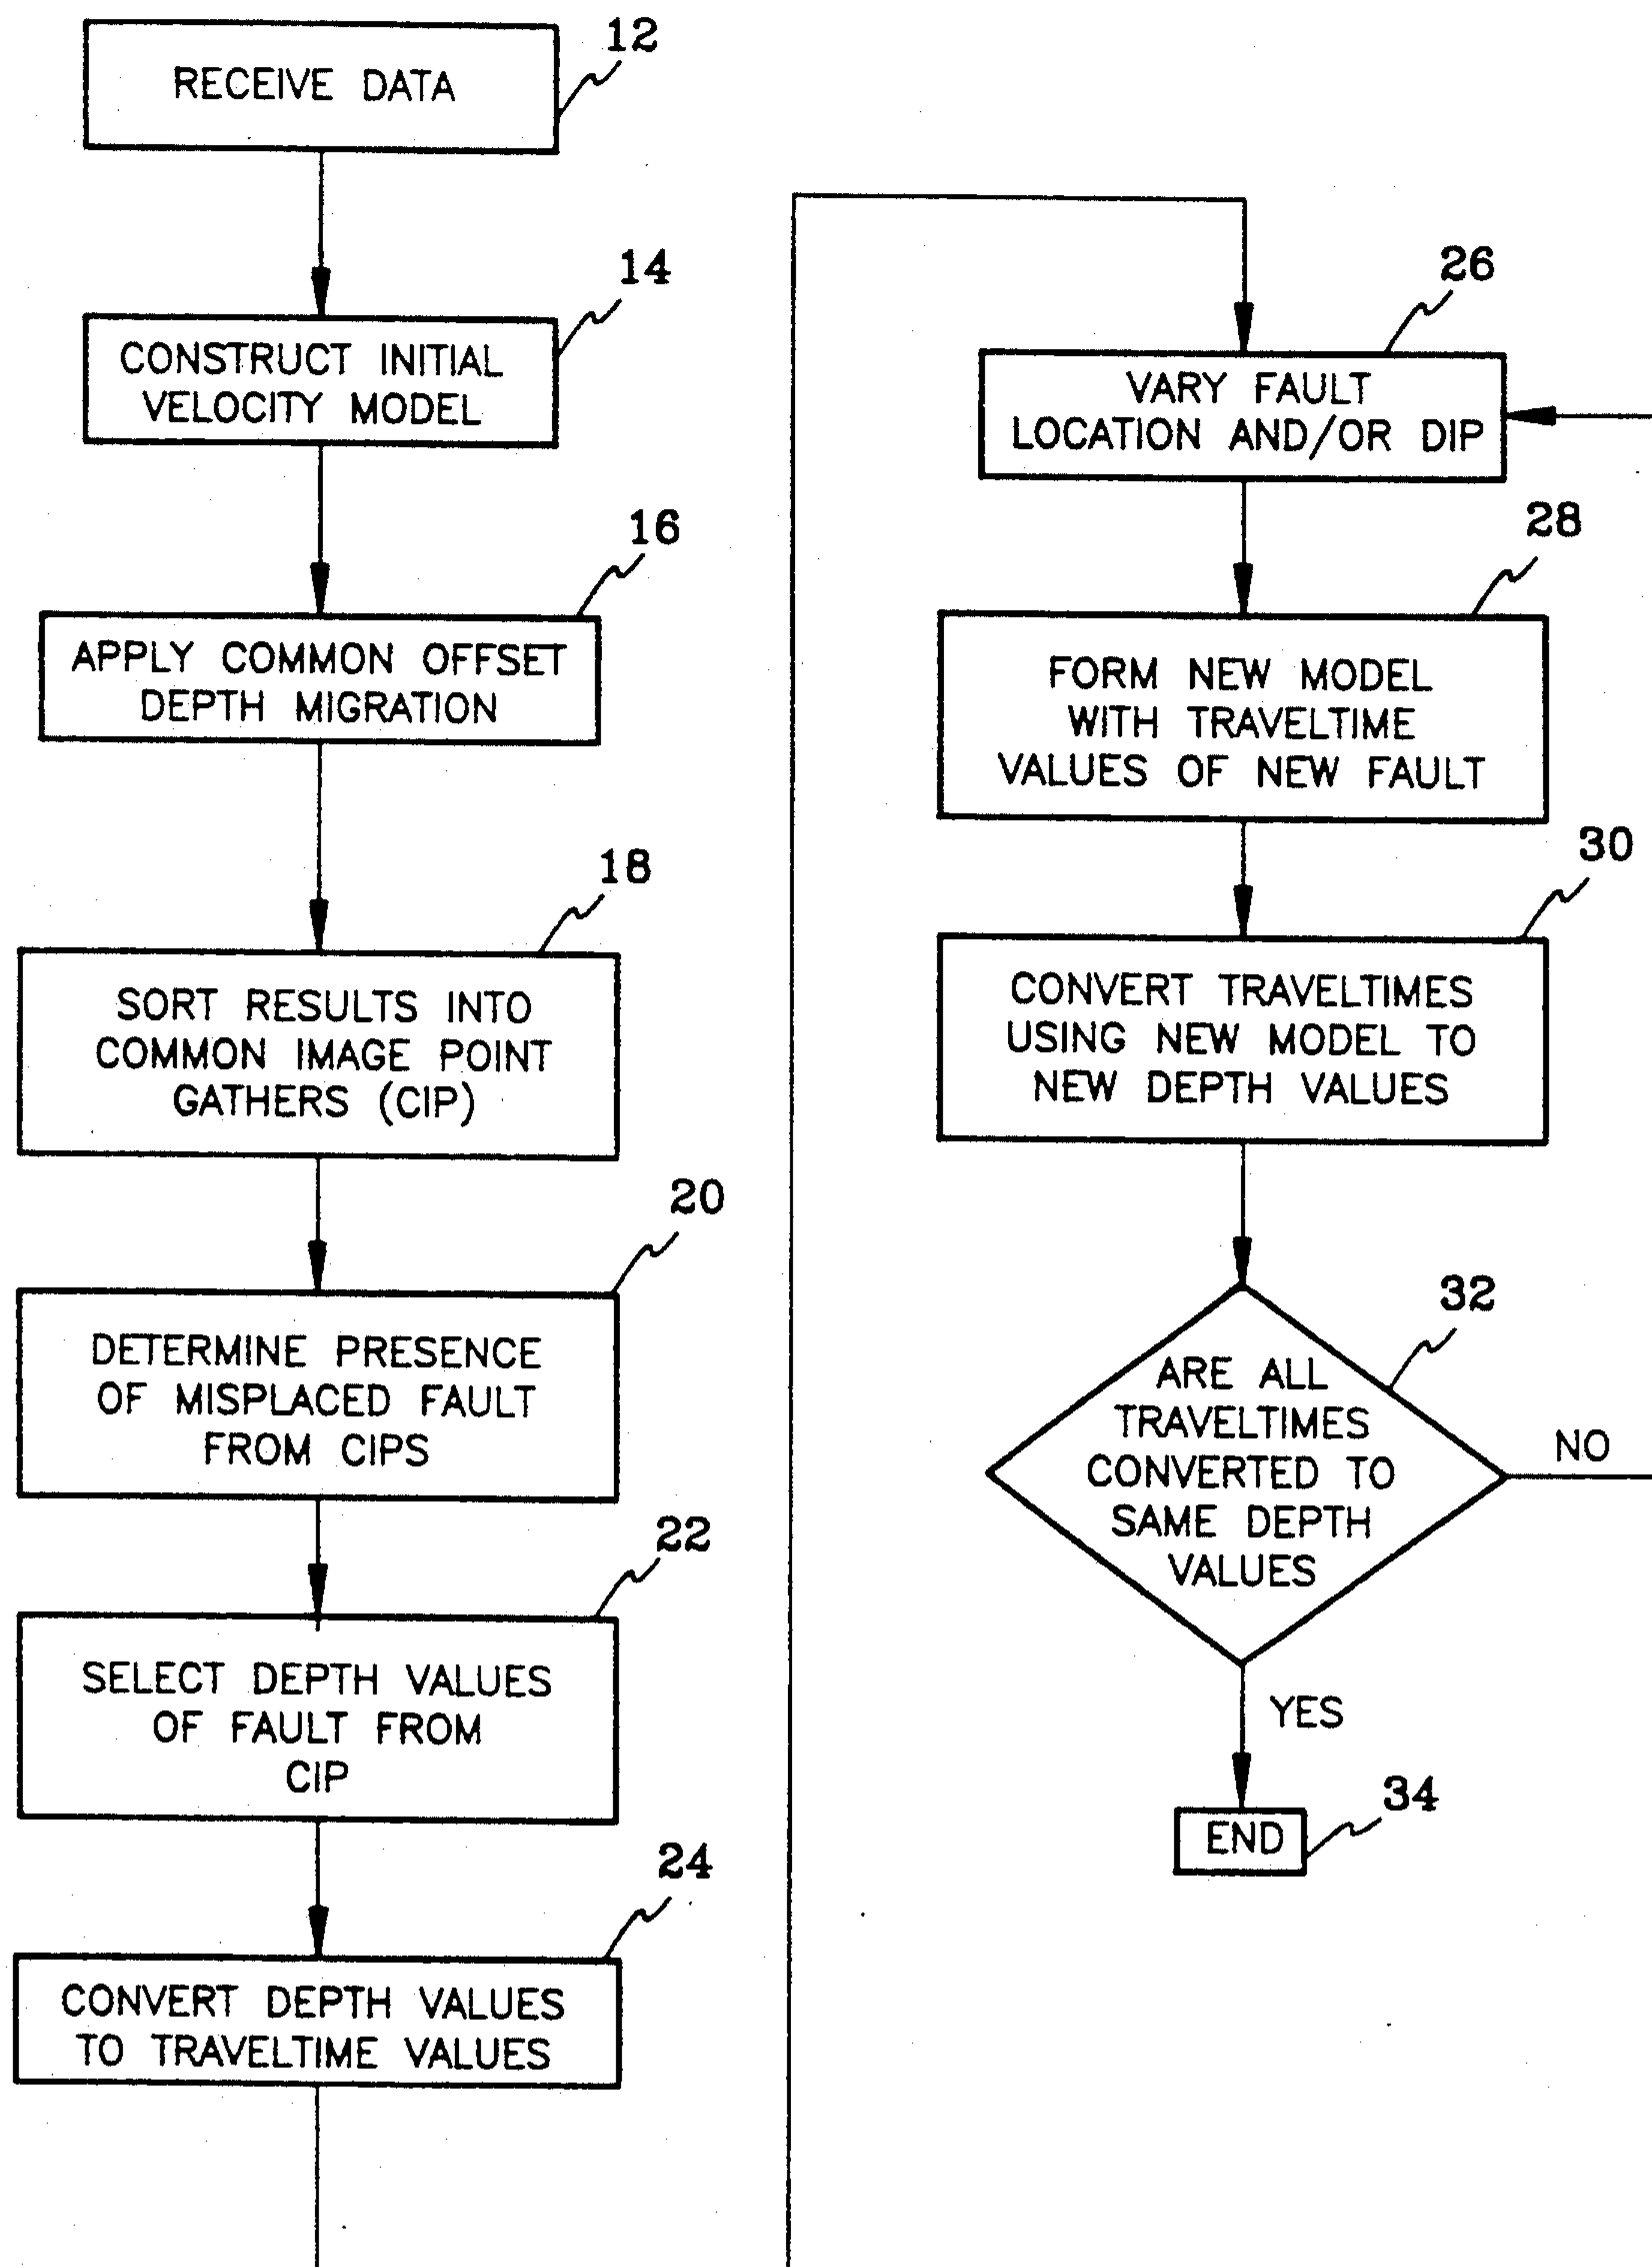 12
RECEIVE DATA
14
CONSTRUCT INITIAL
VELOCITY MODEL
16
APPLY COMMON OFFSET
DEPTH MIGRATION
18
SORT RESULTS INTO
COMMON IMAGE POINT
GATHERS (CIP)
20
DETERMINE PRESENCE
OF MISPLACED FAULT
FROM CIPS
22
SELECT DEPTH VALUES
OF FAULT FROM
CIP
24
CONVERT DEPTH VALUES
TO TRAVELTIME VALUES
26
VARY FAULT
LOCATION AND/OR DIP
28
FORM NEW MODEL
WITH TRAVELTIME
VALUES OF NEW FAULT
30
CONVERT TRAVELTIMES
USING NEW MODEL TO
NEW DEPTH VALUES
32
ARE ALL
TRAVELTIMES
CONVERTED TO
SAME DEPTH
VALUES
NO
YES
34
END